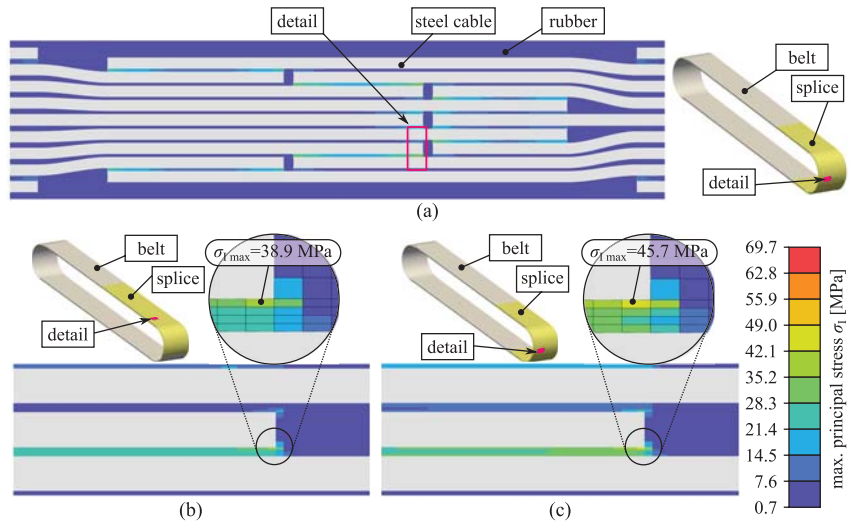 detail
steel cable
rubber
belt
splice
detail
(a)
belt
σI max=38.9 MPa
splice
detail
belt
σI max=45.7 MPa
splice
detail
69.7
62.8
55.9
49.0
42.1
35.2
28.3
21.4
14.5
7.6
0.7
max. principal stress σI [MPa]
(b)
(c)